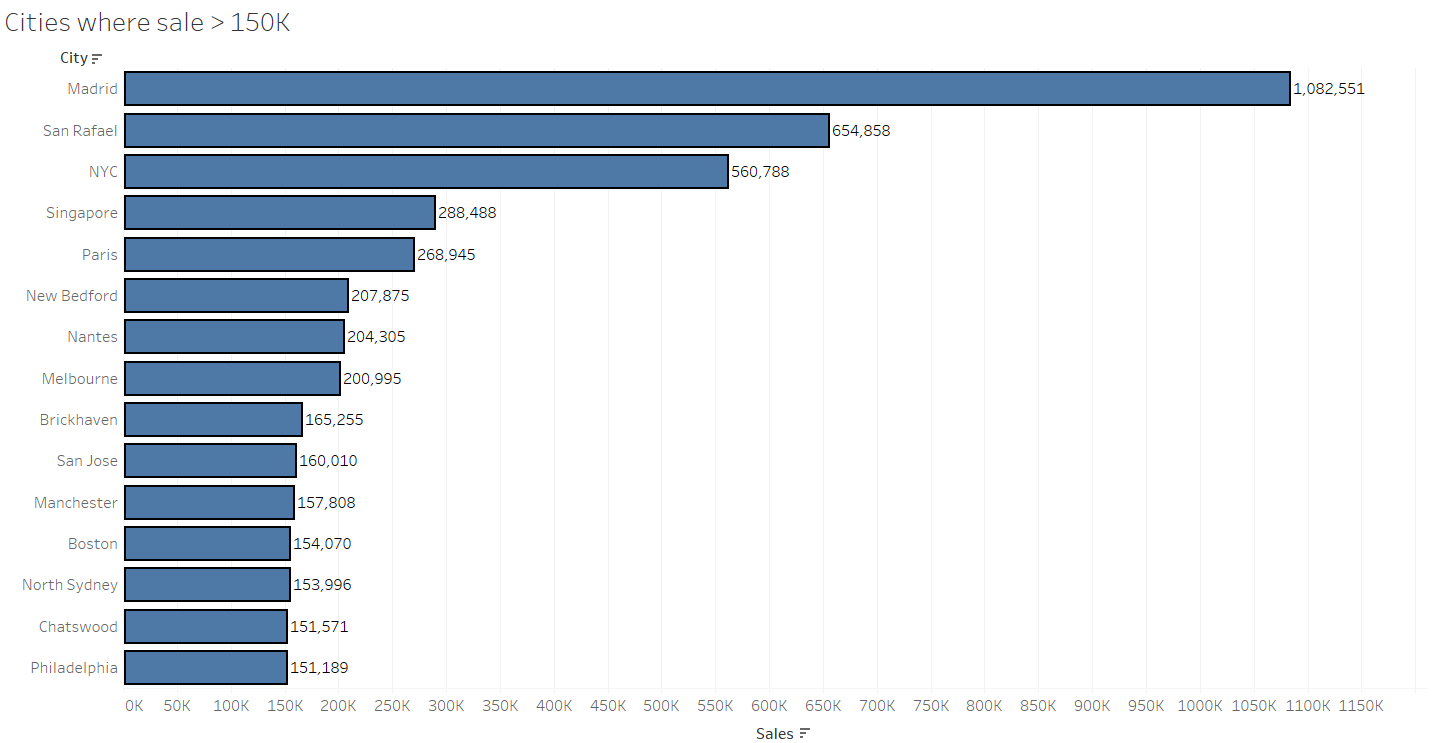 Cities where sale > 150K
City
Madrid 1,082,551
San Rafael 654,858
NYC 560,788
Singapore 288,488
Paris 268,945
New Bedford 207,875
Nantes 204,305
Melbourne 200,995
Brickhaven 165,255
San Jose 160,010
Manchester 157,808
Boston 154,070
North Sydney 153,996
Chatswood 151,571
Philadelphia 151,189
0K 50K 100K 150K 200K 250K 300K 350K 400K 450K 500K 550K 600K 650K 700K 750K 800K 850K 900K 950K 1000K 1050K 1100K 1150K
Sales